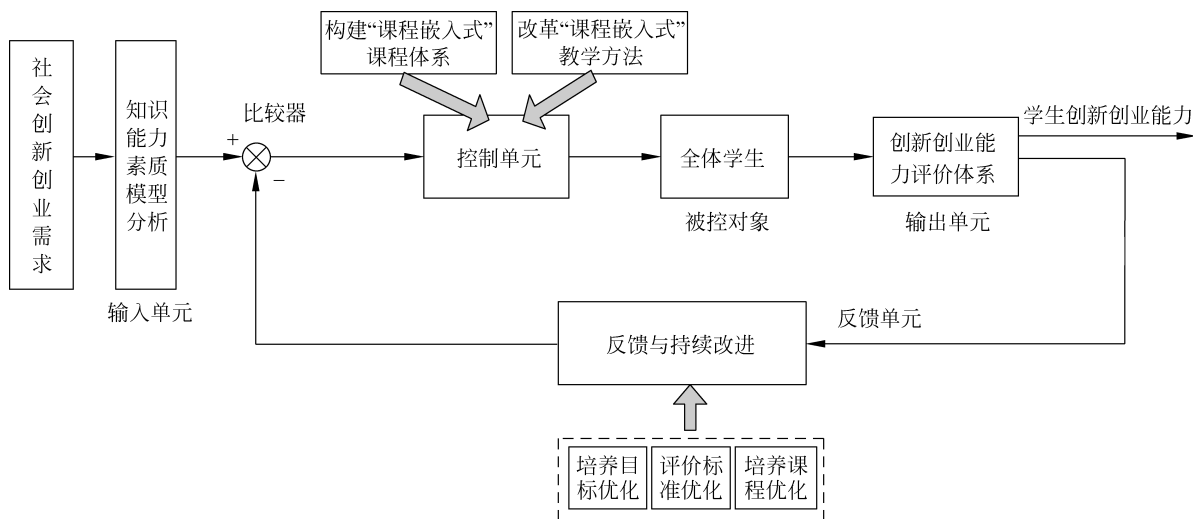 构建“课程嵌入式”
课程体系
改革“课程嵌入式”
教学方法
社
会
创
新
创
业
需
求
知识
能力
素质
模型
分析
输入单元
比较器
+
−
控制单元
全体学生
被控对象
创新创业能
力评价体系
输出单元
学生创新创业能力
反馈单元
反馈与持续改进
培养目
标优化
评价标
准优化
培养课
程优化